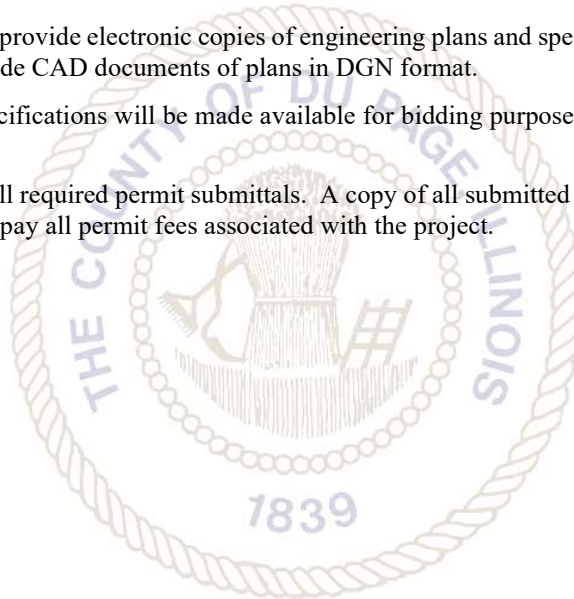 provide electronic copies of engineering plans and spe
de CAD documents of plans in DGN format.
cifications will be made available for bidding purpose
ll required permit submittals. A copy of all submitted
pay all permit fees associated with the project.
THE COUNTY OF DU PAGE ILLINOIS
1839